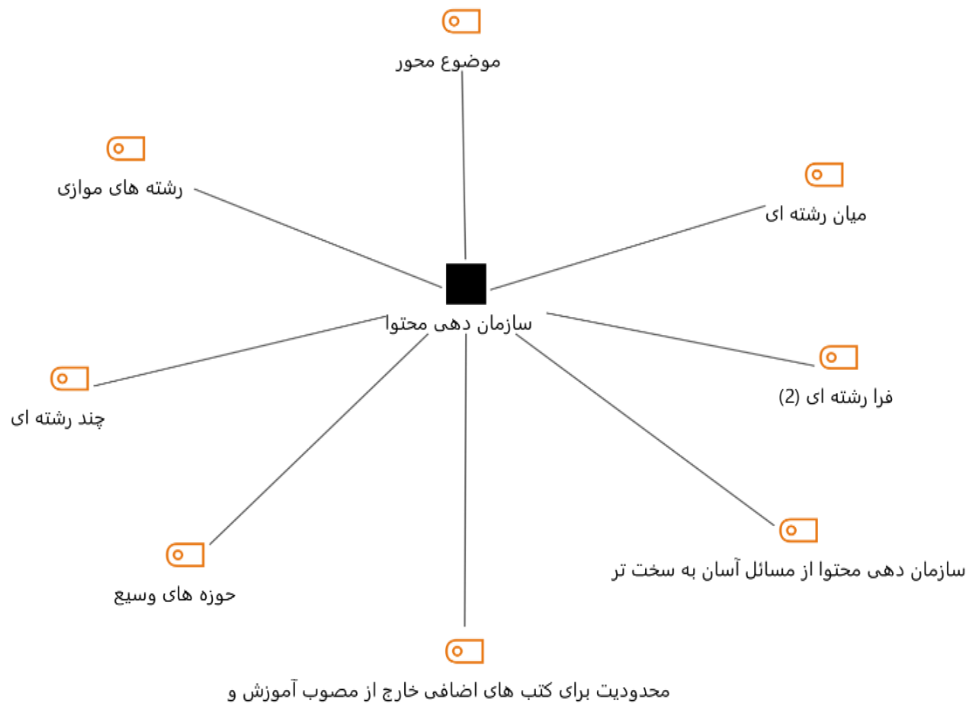 موضوع محور
رشته های موازی
میان رشته ای
سازمان دهی محتوا
فرا رشته ای (2)
چند رشته ای
سازمان دهی محتوا از مسائل آسان به سخت تر
حوزه های وسیع
محدودیت برای کتب های اضافی خارج از مصوب آموزش و